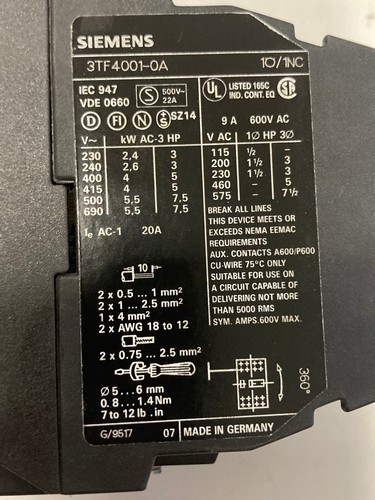 SIEMENS
3TF4001-0A 1O/1NC
IEC 947
VDE 0660
S 500V~ 22A
UL LISTED 165C IND. CONT. EQ
D FI N S SZ14
9 A 600V AC
V~ kW AC-3 HP
230 2,4 3
240 2,6 3
400 4 5
415 4 5
500 5,5 7,5
690 5,5 7,5
Ie AC-1 20A
V AC 1Ø HP 3Ø
115 ½ –
200 1½ 3
230 1½ 3
460 – 5
575 – 7½
BREAK ALL LINES
THIS DEVICE MEETS OR
EXCEEDS NEMA EEMAC
REQUIREMENTS
AUX. CONTACTS A600/P600
CU-WIRE 75°C ONLY
SUITABLE FOR USE ON
A CIRCUIT CAPABLE OF
DELIVERING NOT MORE
THAN 5000 RMS
SYM. AMPS.600V MAX.
10
2 x 0.5 ... 1 mm²
2 x 1 ... 2.5 mm²
1 x 4 mm²
2 x AWG 18 to 12
2 x 0.75 ... 2.5 mm²
Ø 5 ... 6 mm
0. 8... 1.4Nm
7 to 12 lb . in
360°
G/9517 07 MADE IN GERMANY